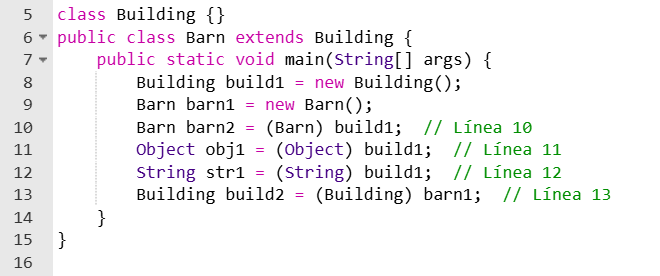 5 class Building {}
6 public class Barn extends Building {
7 public static void main(String[] args) {
8 Building build1 = new Building();
9 Barn barn1 = new Barn();
10 Barn barn2 = (Barn) build1; // Línea 10
11 Object obj1 = (Object) build1; // Línea 11
12 String str1 = (String) build1; // Línea 12
13 Building build2 = (Building) barn1; // Línea 13
14 }
15 }
16